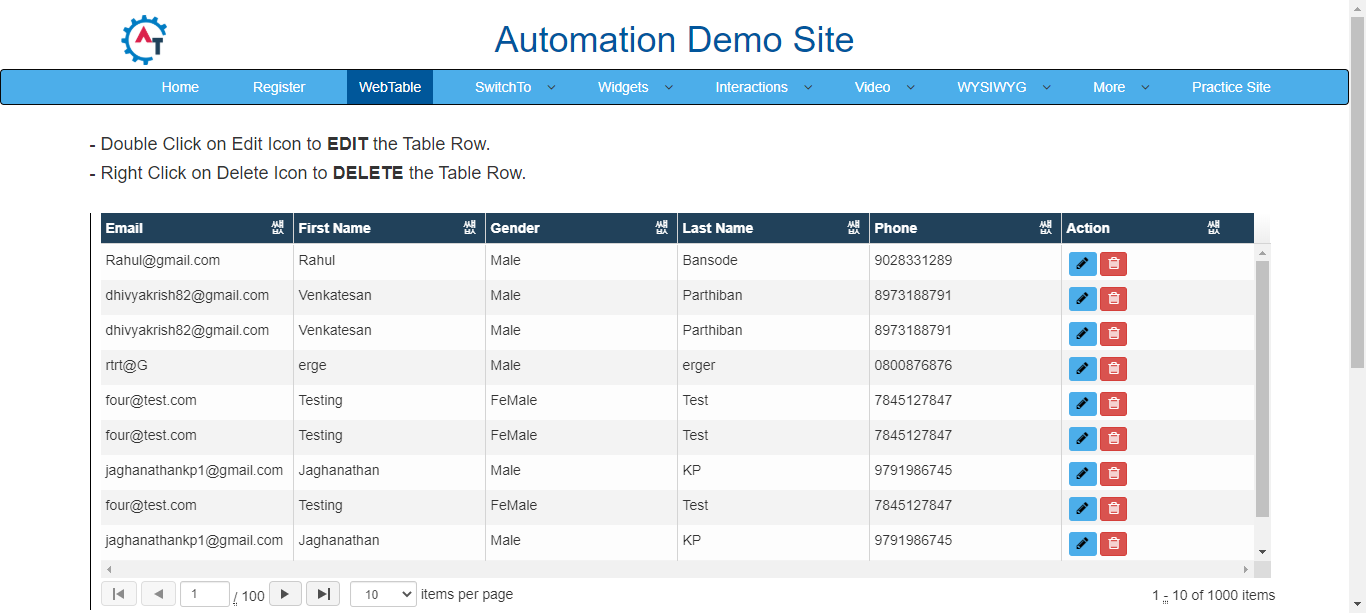 AT
Automation Demo Site
Home Register WebTable SwitchTo Widgets Interactions Video WYSIWYG More Practice Site
- Double Click on Edit Icon to EDIT the Table Row.
- Right Click on Delete Icon to DELETE the Table Row.
Email First Name Gender Last Name Phone Action
Rahul@gmail.com Rahul Male Bansode 9028331289
dhivyakrish82@gmail.com Venkatesan Male Parthiban 8973188791
dhivyakrish82@gmail.com Venkatesan Male Parthiban 8973188791
rtrt@G erge Male erger 0800876876
four@test.com Testing FeMale Test 7845127847
four@test.com Testing FeMale Test 7845127847
jaghanathankp1@gmail.com Jaghanathan Male KP 9791986745
four@test.com Testing FeMale Test 7845127847
jaghanathankp1@gmail.com Jaghanathan Male KP 9791986745
1 / 100 10 items per page 1 - 10 of 1000 items